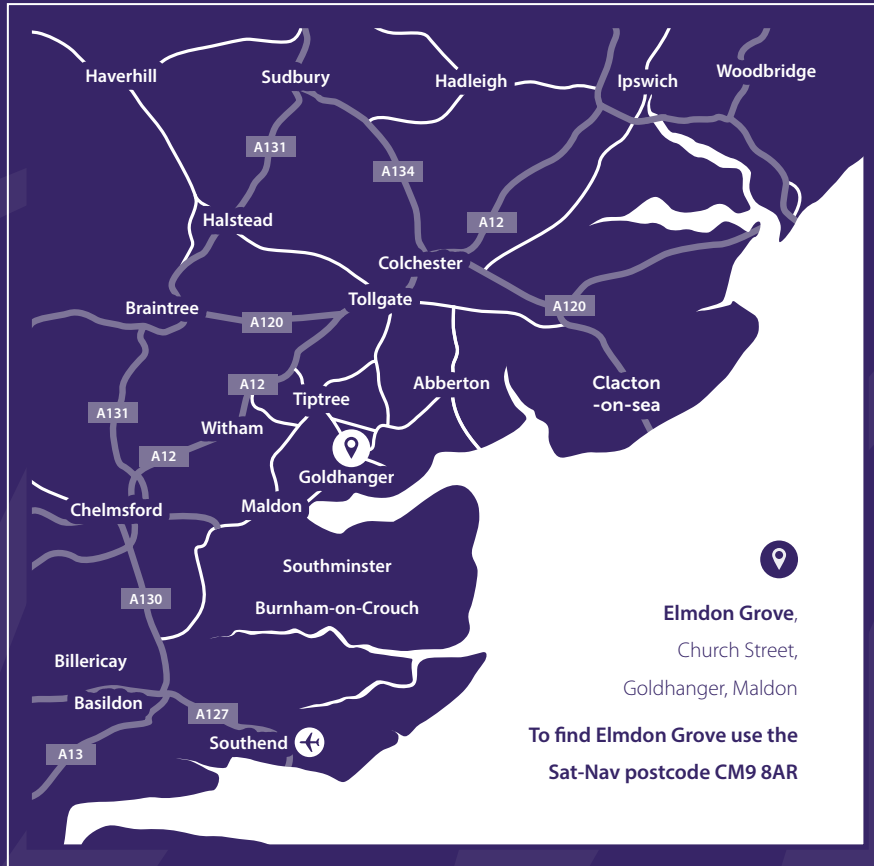 Haverhill
Sudbury
Hadleigh
Ipswich
Woodbridge
A131
A134
Halstead
A12
Colchester
Tollgate
Braintree
A120
A120
A12
Tiptree
Abberton
Clacton
-on-sea
A131
Witham
A12
Goldhanger
Chelmsford
Maldon
Southminster
A130
Burnham-on-Crouch
Billericay
Basildon
A127
Southend
A13
Elmdon Grove,
Church Street,
Goldhanger, Maldon
To find Elmdon Grove use the
Sat-Nav postcode CM9 8AR